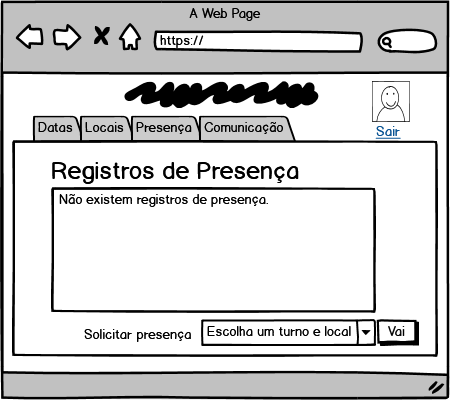 A Web Page
https://
Sair
Datas Locais Presença Comunicação
Registros de Presença
Não existem registros de presença.
Solicitar presença Escolha um turno e local Vai